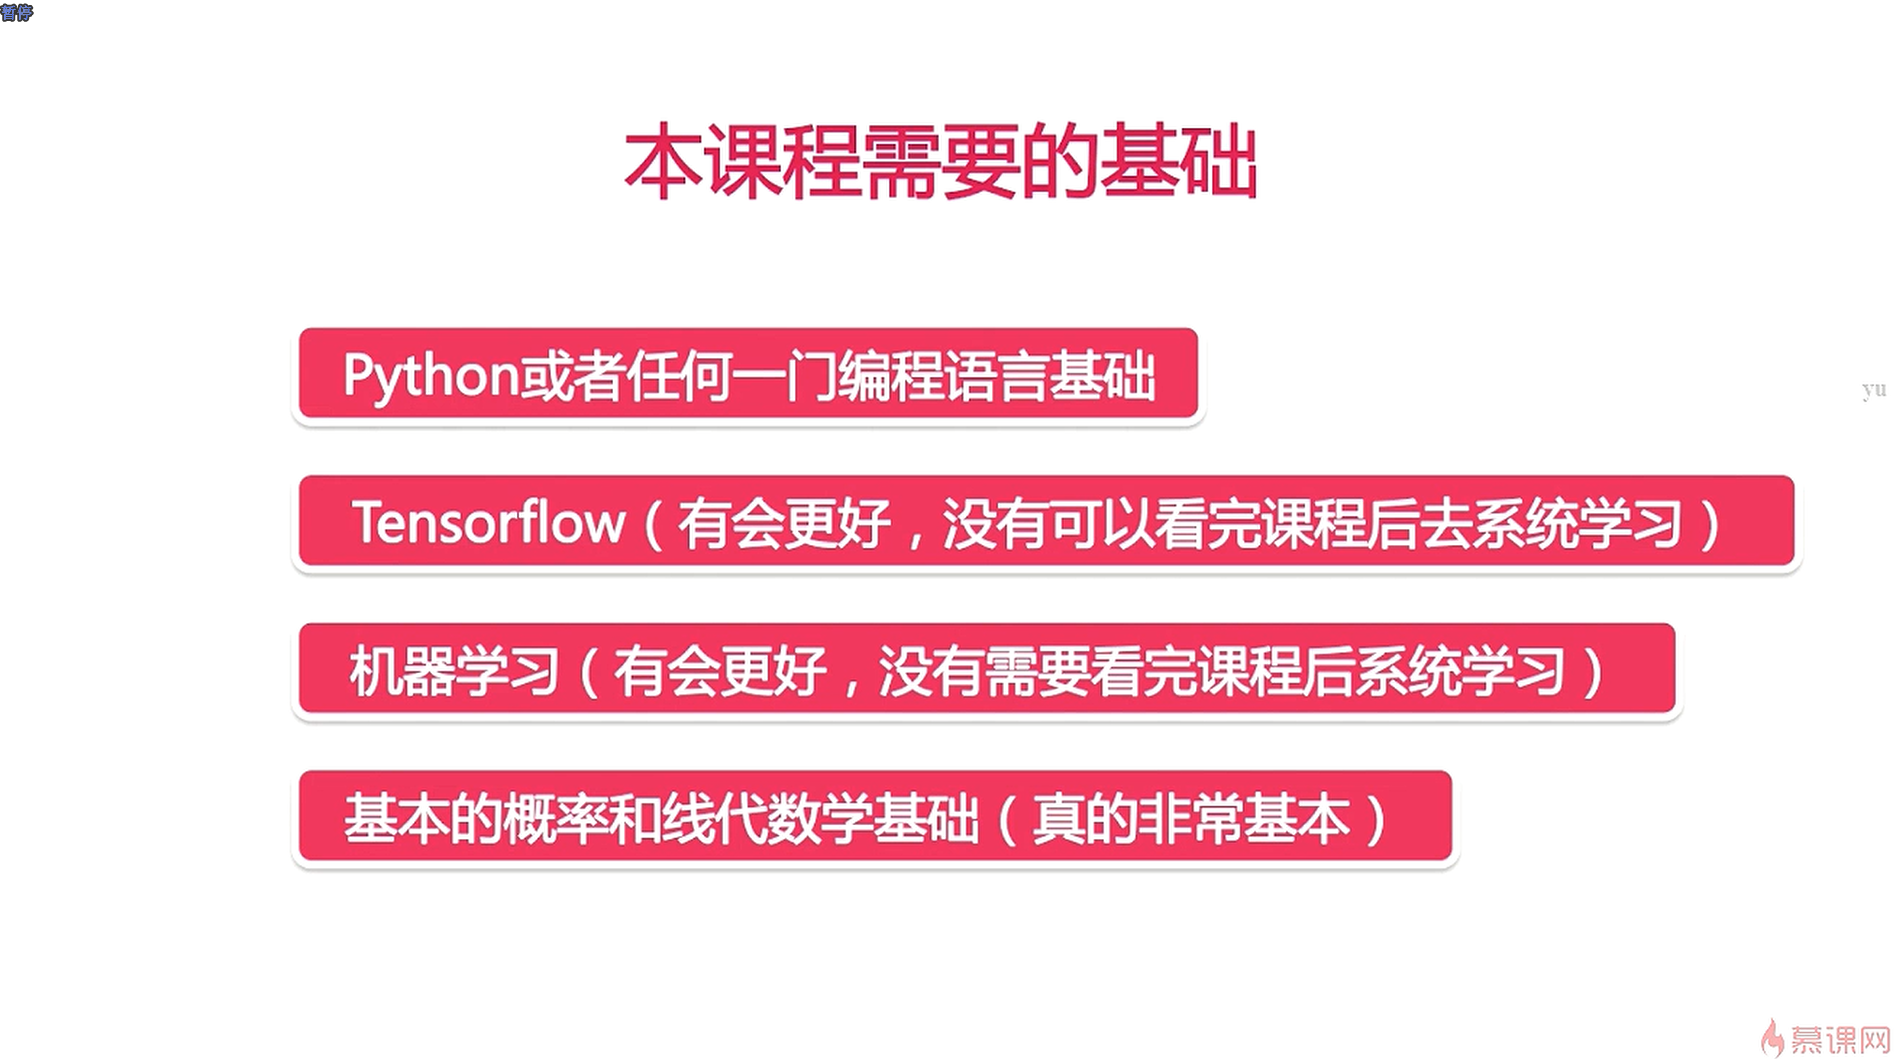 暂停
本课程需要的基础
Python或者任何一门编程语言基础
yu
Tensorflow（有会更好，没有可以看完课程后去系统学习）
机器学习（有会更好，没有需要看完课程后系统学习）
基本的概率和线代数学基础（真的非常基本）
慕课网